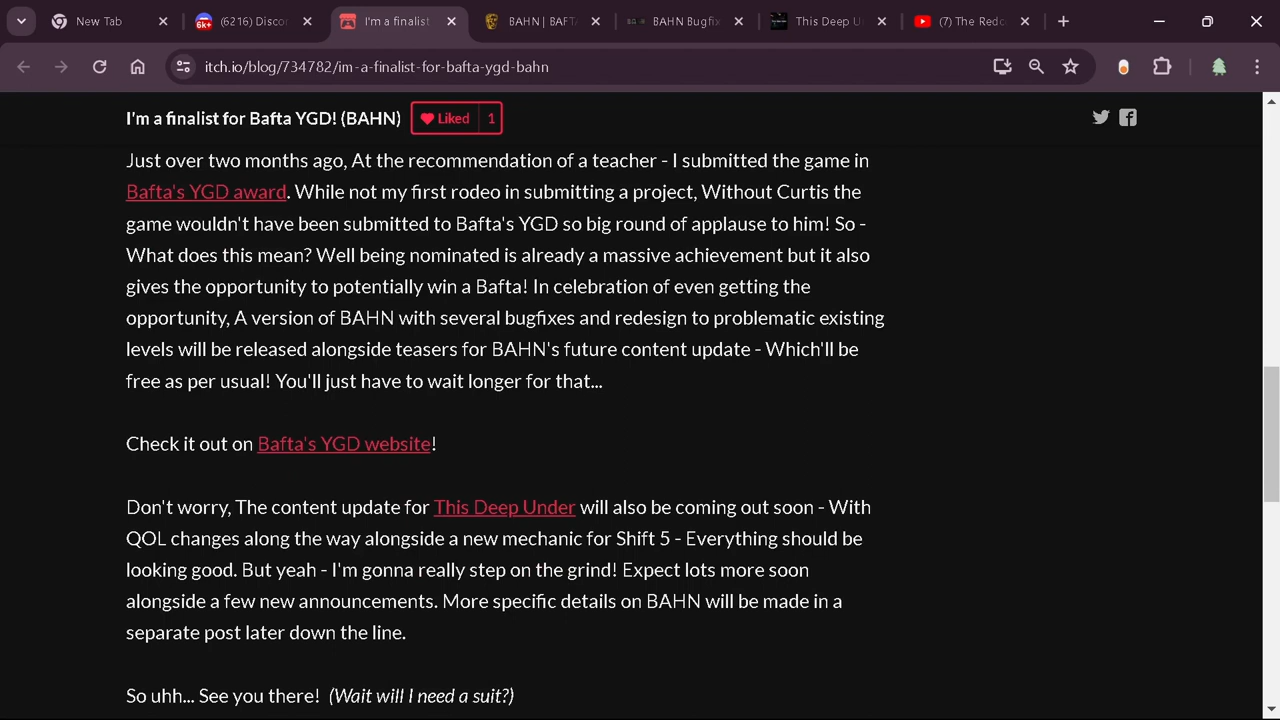 New Tab
(6216) Discor
I'm a finalist
BAHN | BAFTA
BAHN Bugfix
This Deep U
(7) The Redc
6k+
itch.io/blog/734782/im-a-finalist-for-bafta-ygd-bahn
I'm a finalist for Bafta YGD! (BAHN)
Liked 1
Just over two months ago, At the recommendation of a teacher - I submitted the game in
Bafta's YGD award. While not my first rodeo in submitting a project, Without Curtis the
game wouldn't have been submitted to Bafta's YGD so big round of applause to him! So -
What does this mean? Well being nominated is already a massive achievement but it also
gives the opportunity to potentially win a Bafta! In celebration of even getting the
opportunity, A version of BAHN with several bugfixes and redesign to problematic existing
levels will be released alongside teasers for BAHN's future content update - Which'll be
free as per usual! You'll just have to wait longer for that...
Check it out on Bafta's YGD website!
Don't worry, The content update for This Deep Under will also be coming out soon - With
QOL changes along the way alongside a new mechanic for Shift 5 - Everything should be
looking good. But yeah - I'm gonna really step on the grind! Expect lots more soon
alongside a few new announcements. More specific details on BAHN will be made in a
separate post later down the line.
So uhh... See you there! (Wait will I need a suit?)